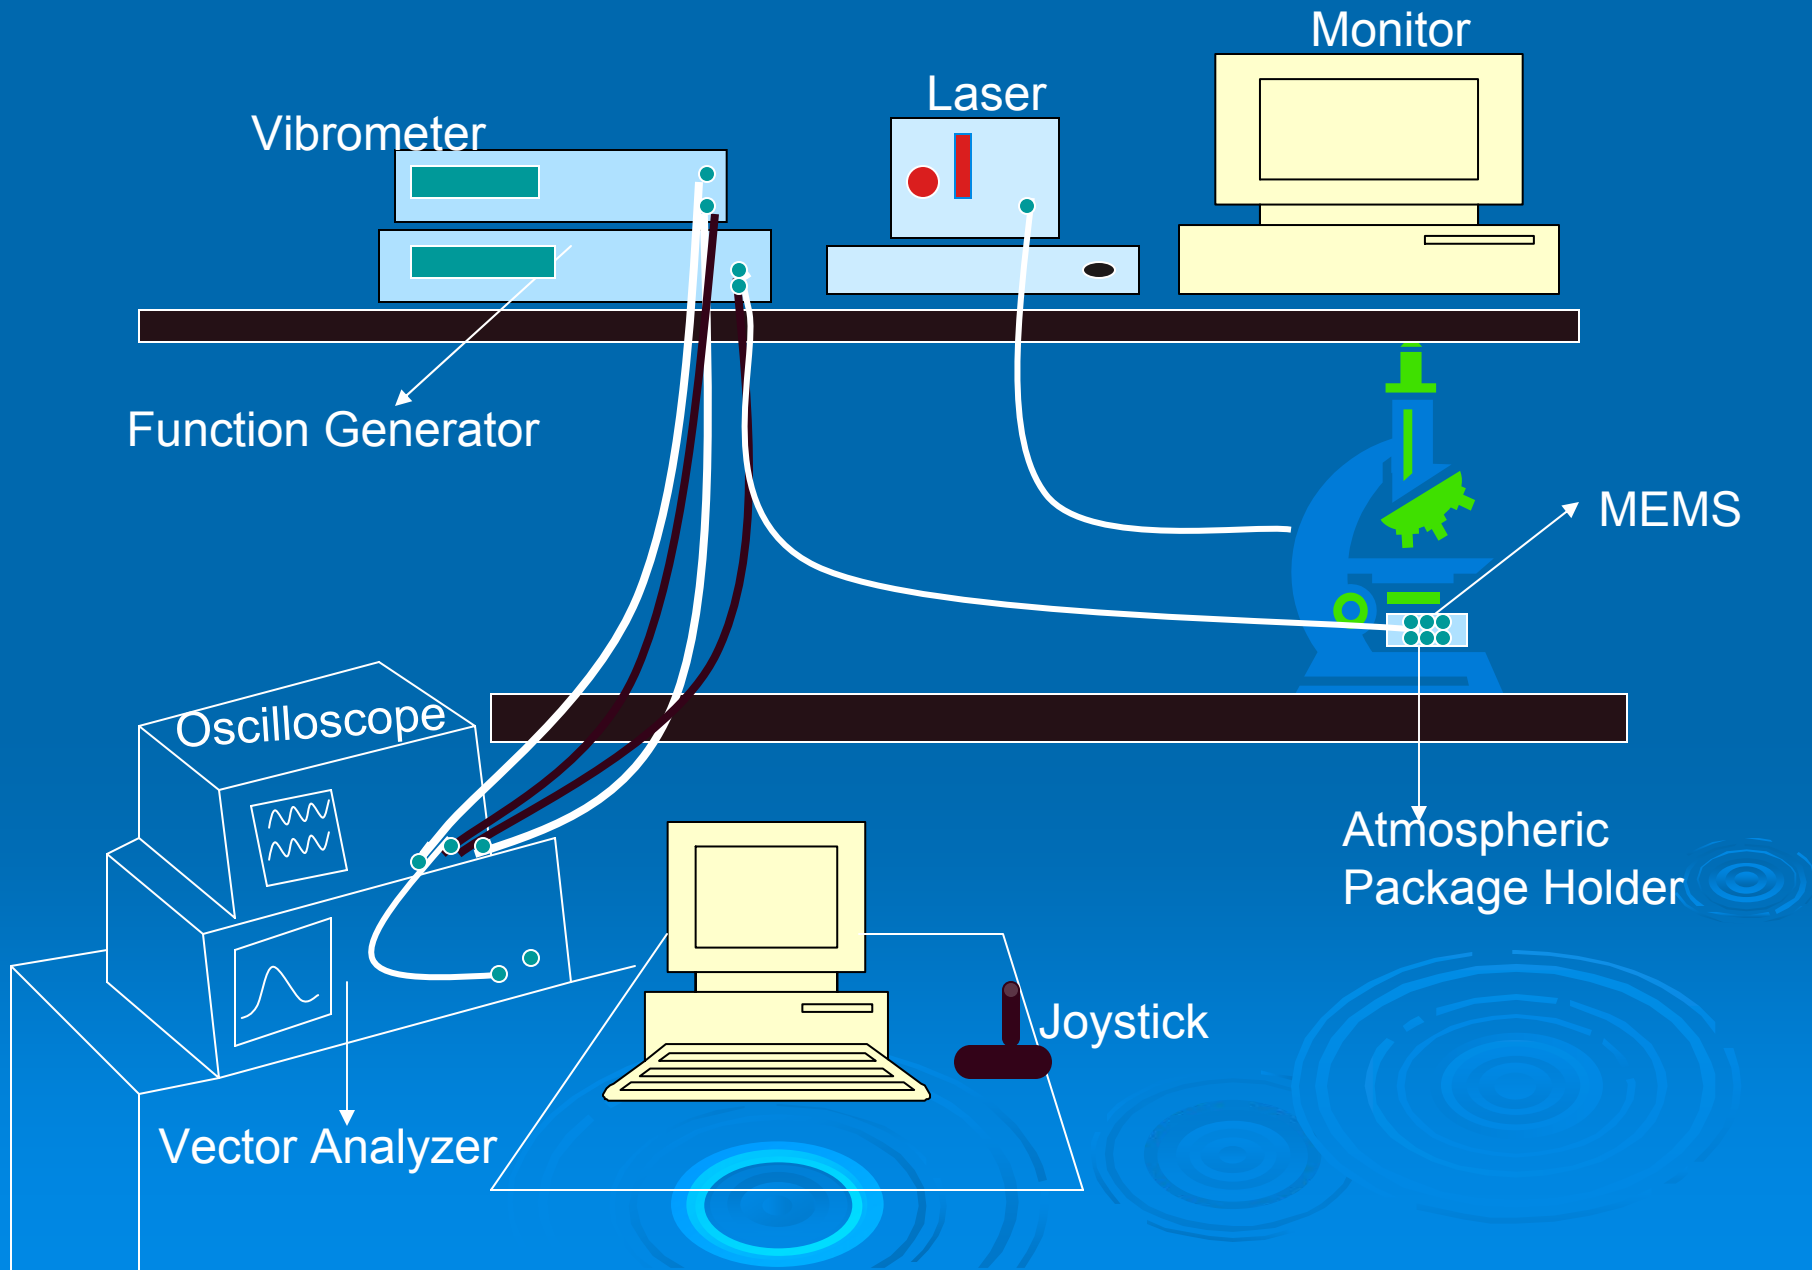 Monitor
Laser
Vibrometer
Function Generator
MEMS
Oscilloscope
Atmospheric
Package Holder
Joystick
Vector Analyzer